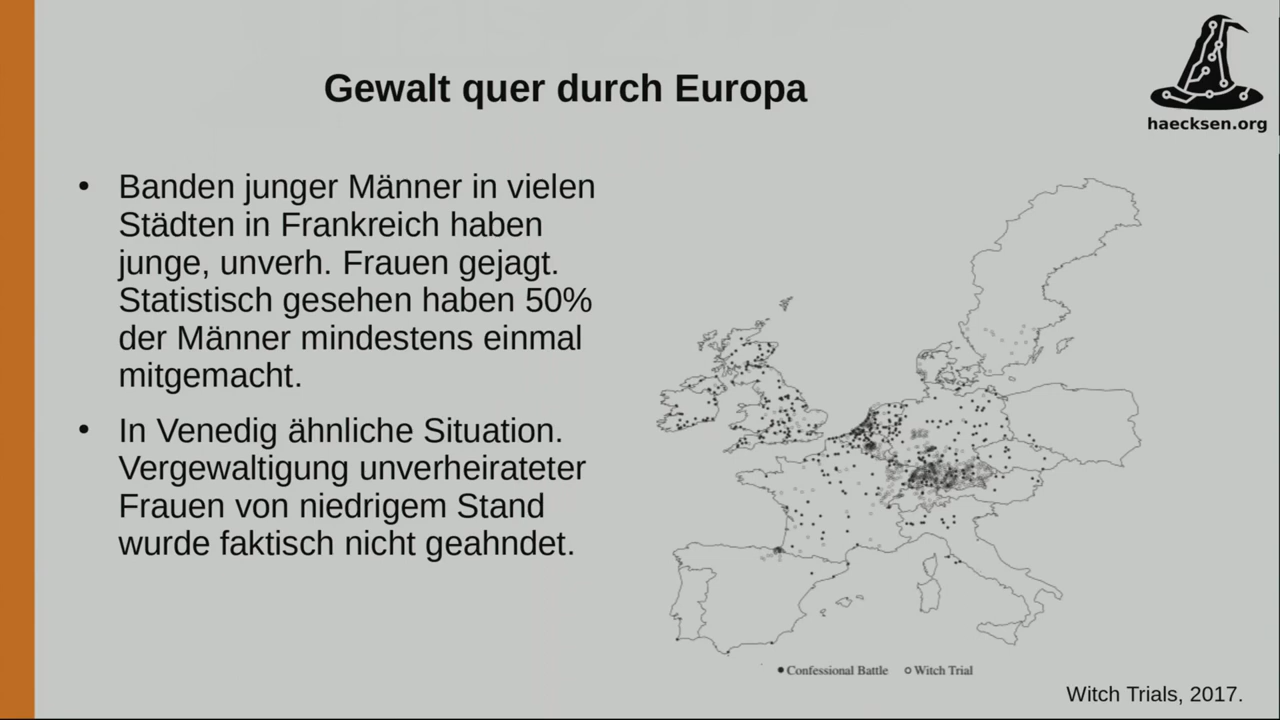 Gewalt quer durch Europa
haecksen.org
• Banden junger Männer in vielen
Städten in Frankreich haben
junge, unverh. Frauen gejagt.
Statistisch gesehen haben 50%
der Männer mindestens einmal
mitgemacht.
• In Venedig ähnliche Situation.
Vergewaltigung unverheirateter
Frauen von niedrigem Stand
wurde faktisch nicht geahndet.
Confessional Battle Witch Trial
Witch Trials, 2017.